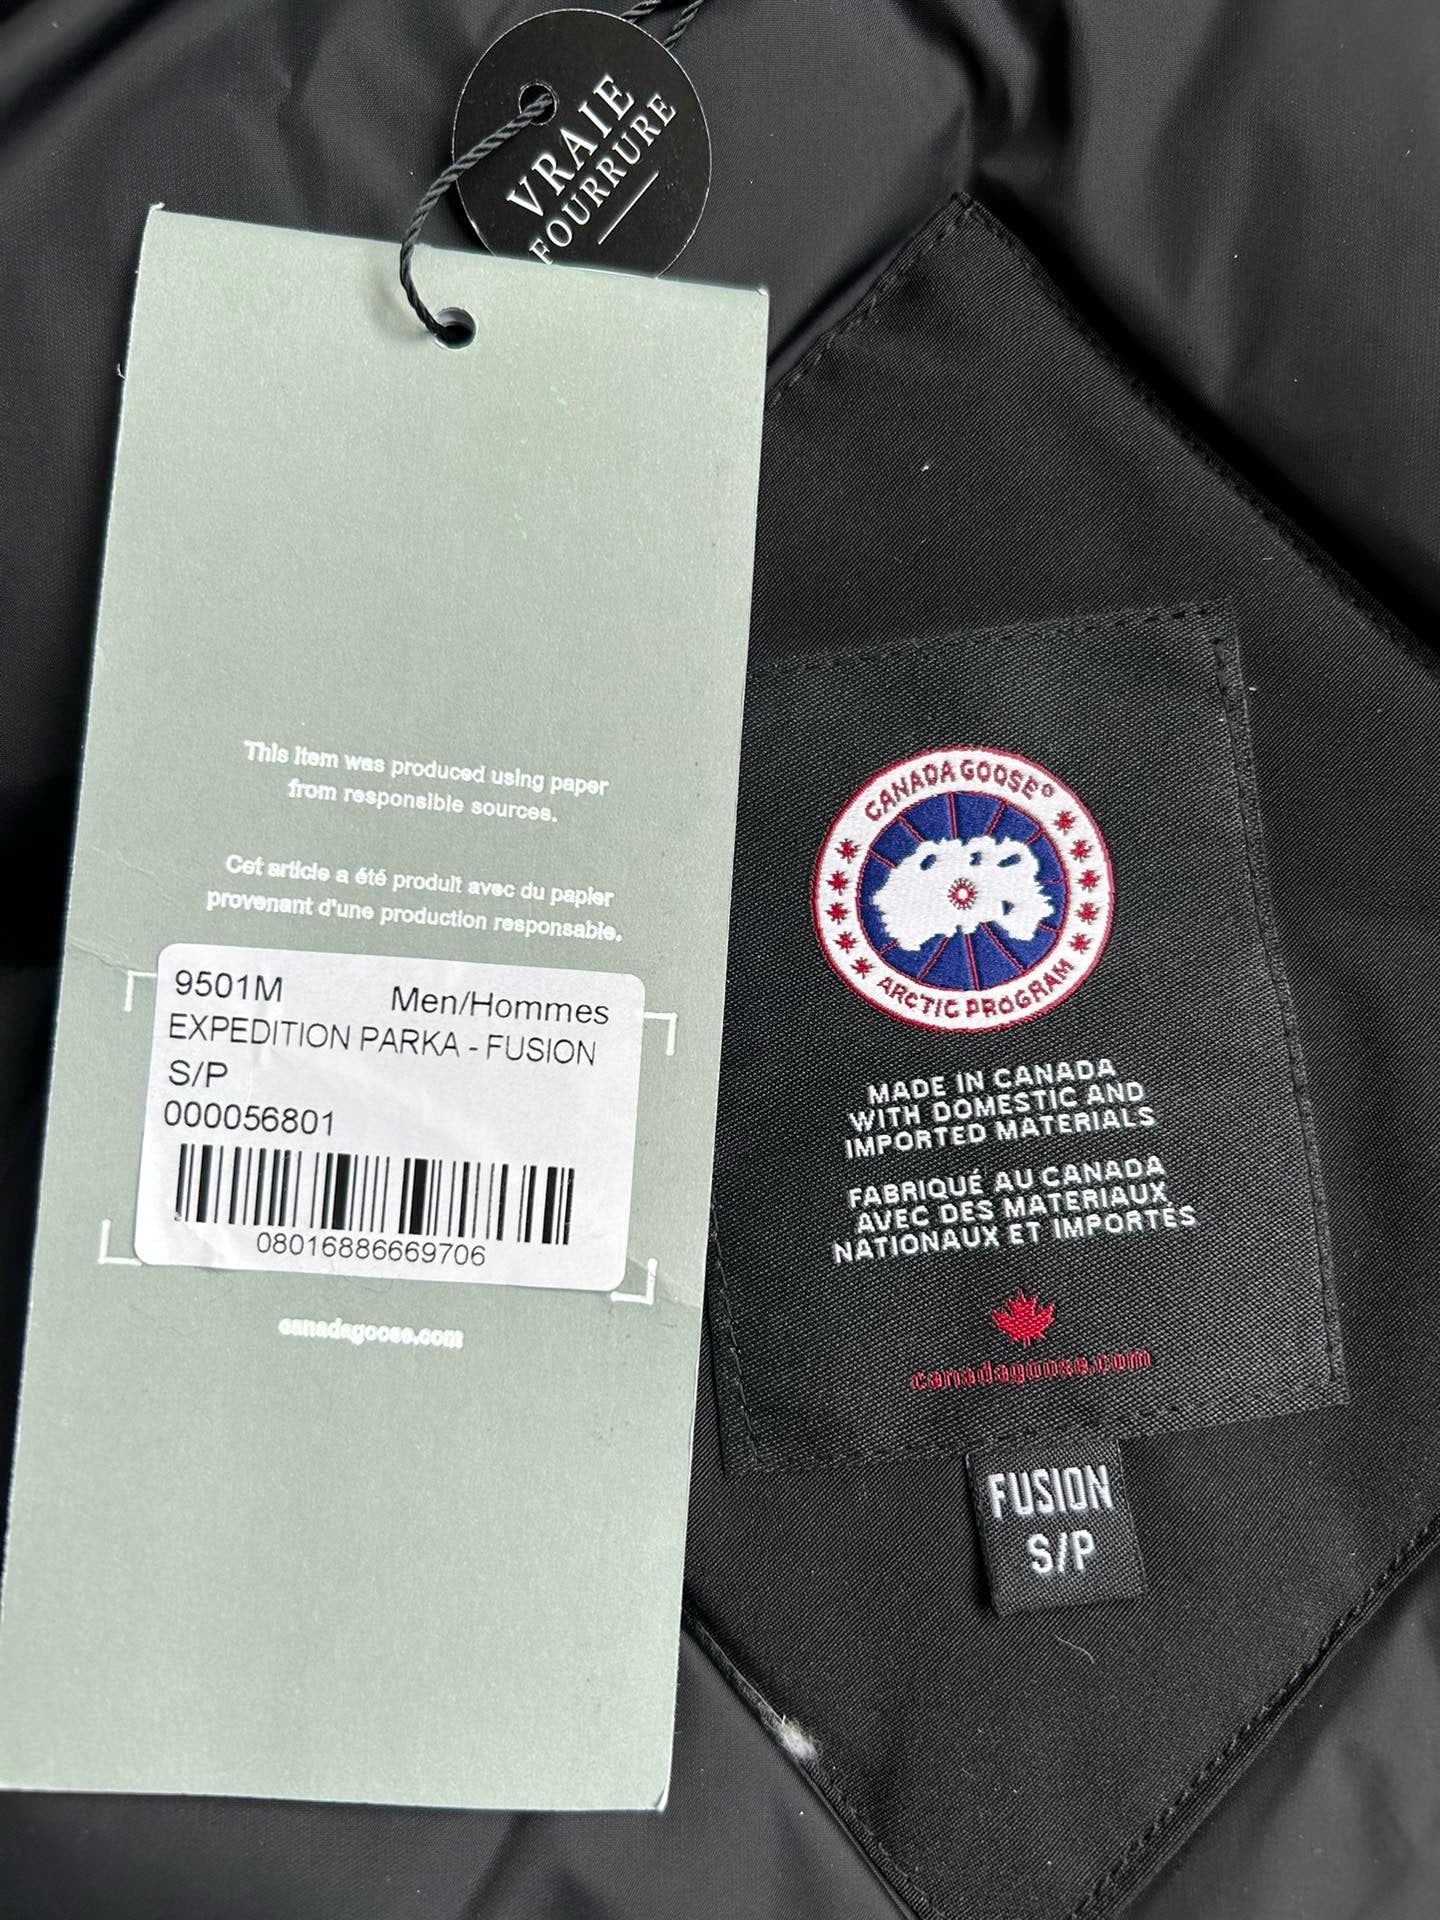 VRAIE
FOURRURE
This item was produced using paper
from responsible sources.
Cet article a été produit avec du papier
provenant d'une production responsable.
9501M Men/Hommes
EXPEDITION PARKA - FUSION
S/P
000056801
08016886669706
canadagoose.com
CANADA GOOSE®
ARCTIC PROGRAM
MADE IN CANADA
WITH DOMESTIC AND
IMPORTED MATERIALS
FABRIQUÉ AU CANADA
AVEC DES MATERIAUX
NATIONAUX ET IMPORTÉS
canadagoose.com
FUSION
S/P